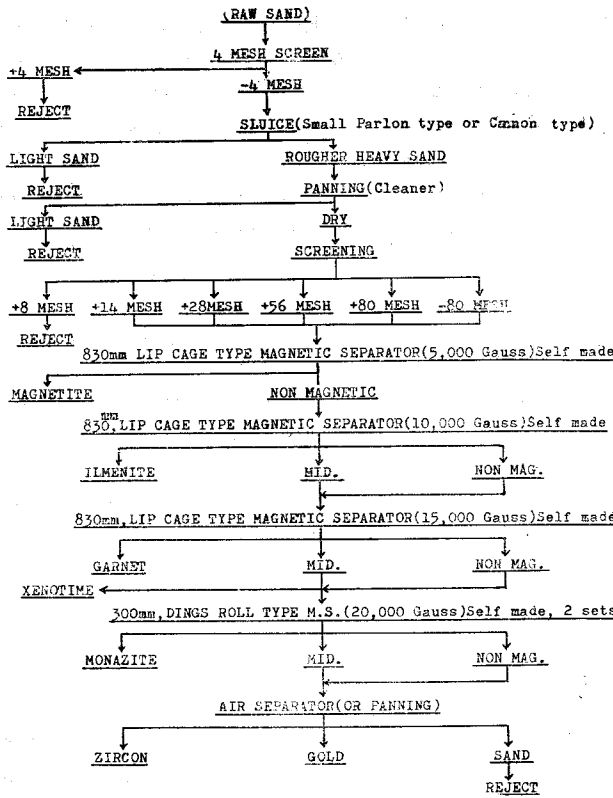 (RAW SAND)
4 MESH SCREEN
+4 MESH
-4 MESH
REJECT
SLUICE(Small Parlon type or Cannon type)
LIGHT SAND ROUGHER HEAVY SAND
REJECT PANNING(Cleaner)
LIGHT SAND DRY
REJECT SCREENING
+8 MESH +14 MESH +28MESH +56 MESH +80 MESH -80 MESH
REJECT
830mm LIP CAGE TYPE MAGNETIC SEPARATOR(5,000 Gauss)Self made
MAGNETITE NON MAGNETIC
830mm,LIP CAGE TYPE MAGNETIC SEPARATOR(10,000 Gauss)Self made
ILMENITE MID. NON MAG.
830mm,LIP CAGE TYPE MAGNETIC SEPARATOR(15,000 Gauss)Self made
GARNET MID. NON MAG.
XENOTIME
300mm,DINGS ROLL TYPE M.S.(20,000 Gauss)Self made, 2 sets
MONAZITE MID. NON MAG.
AIR SEPARATOR(OR PANNING)
ZIRCON GOLD SAND
REJECT